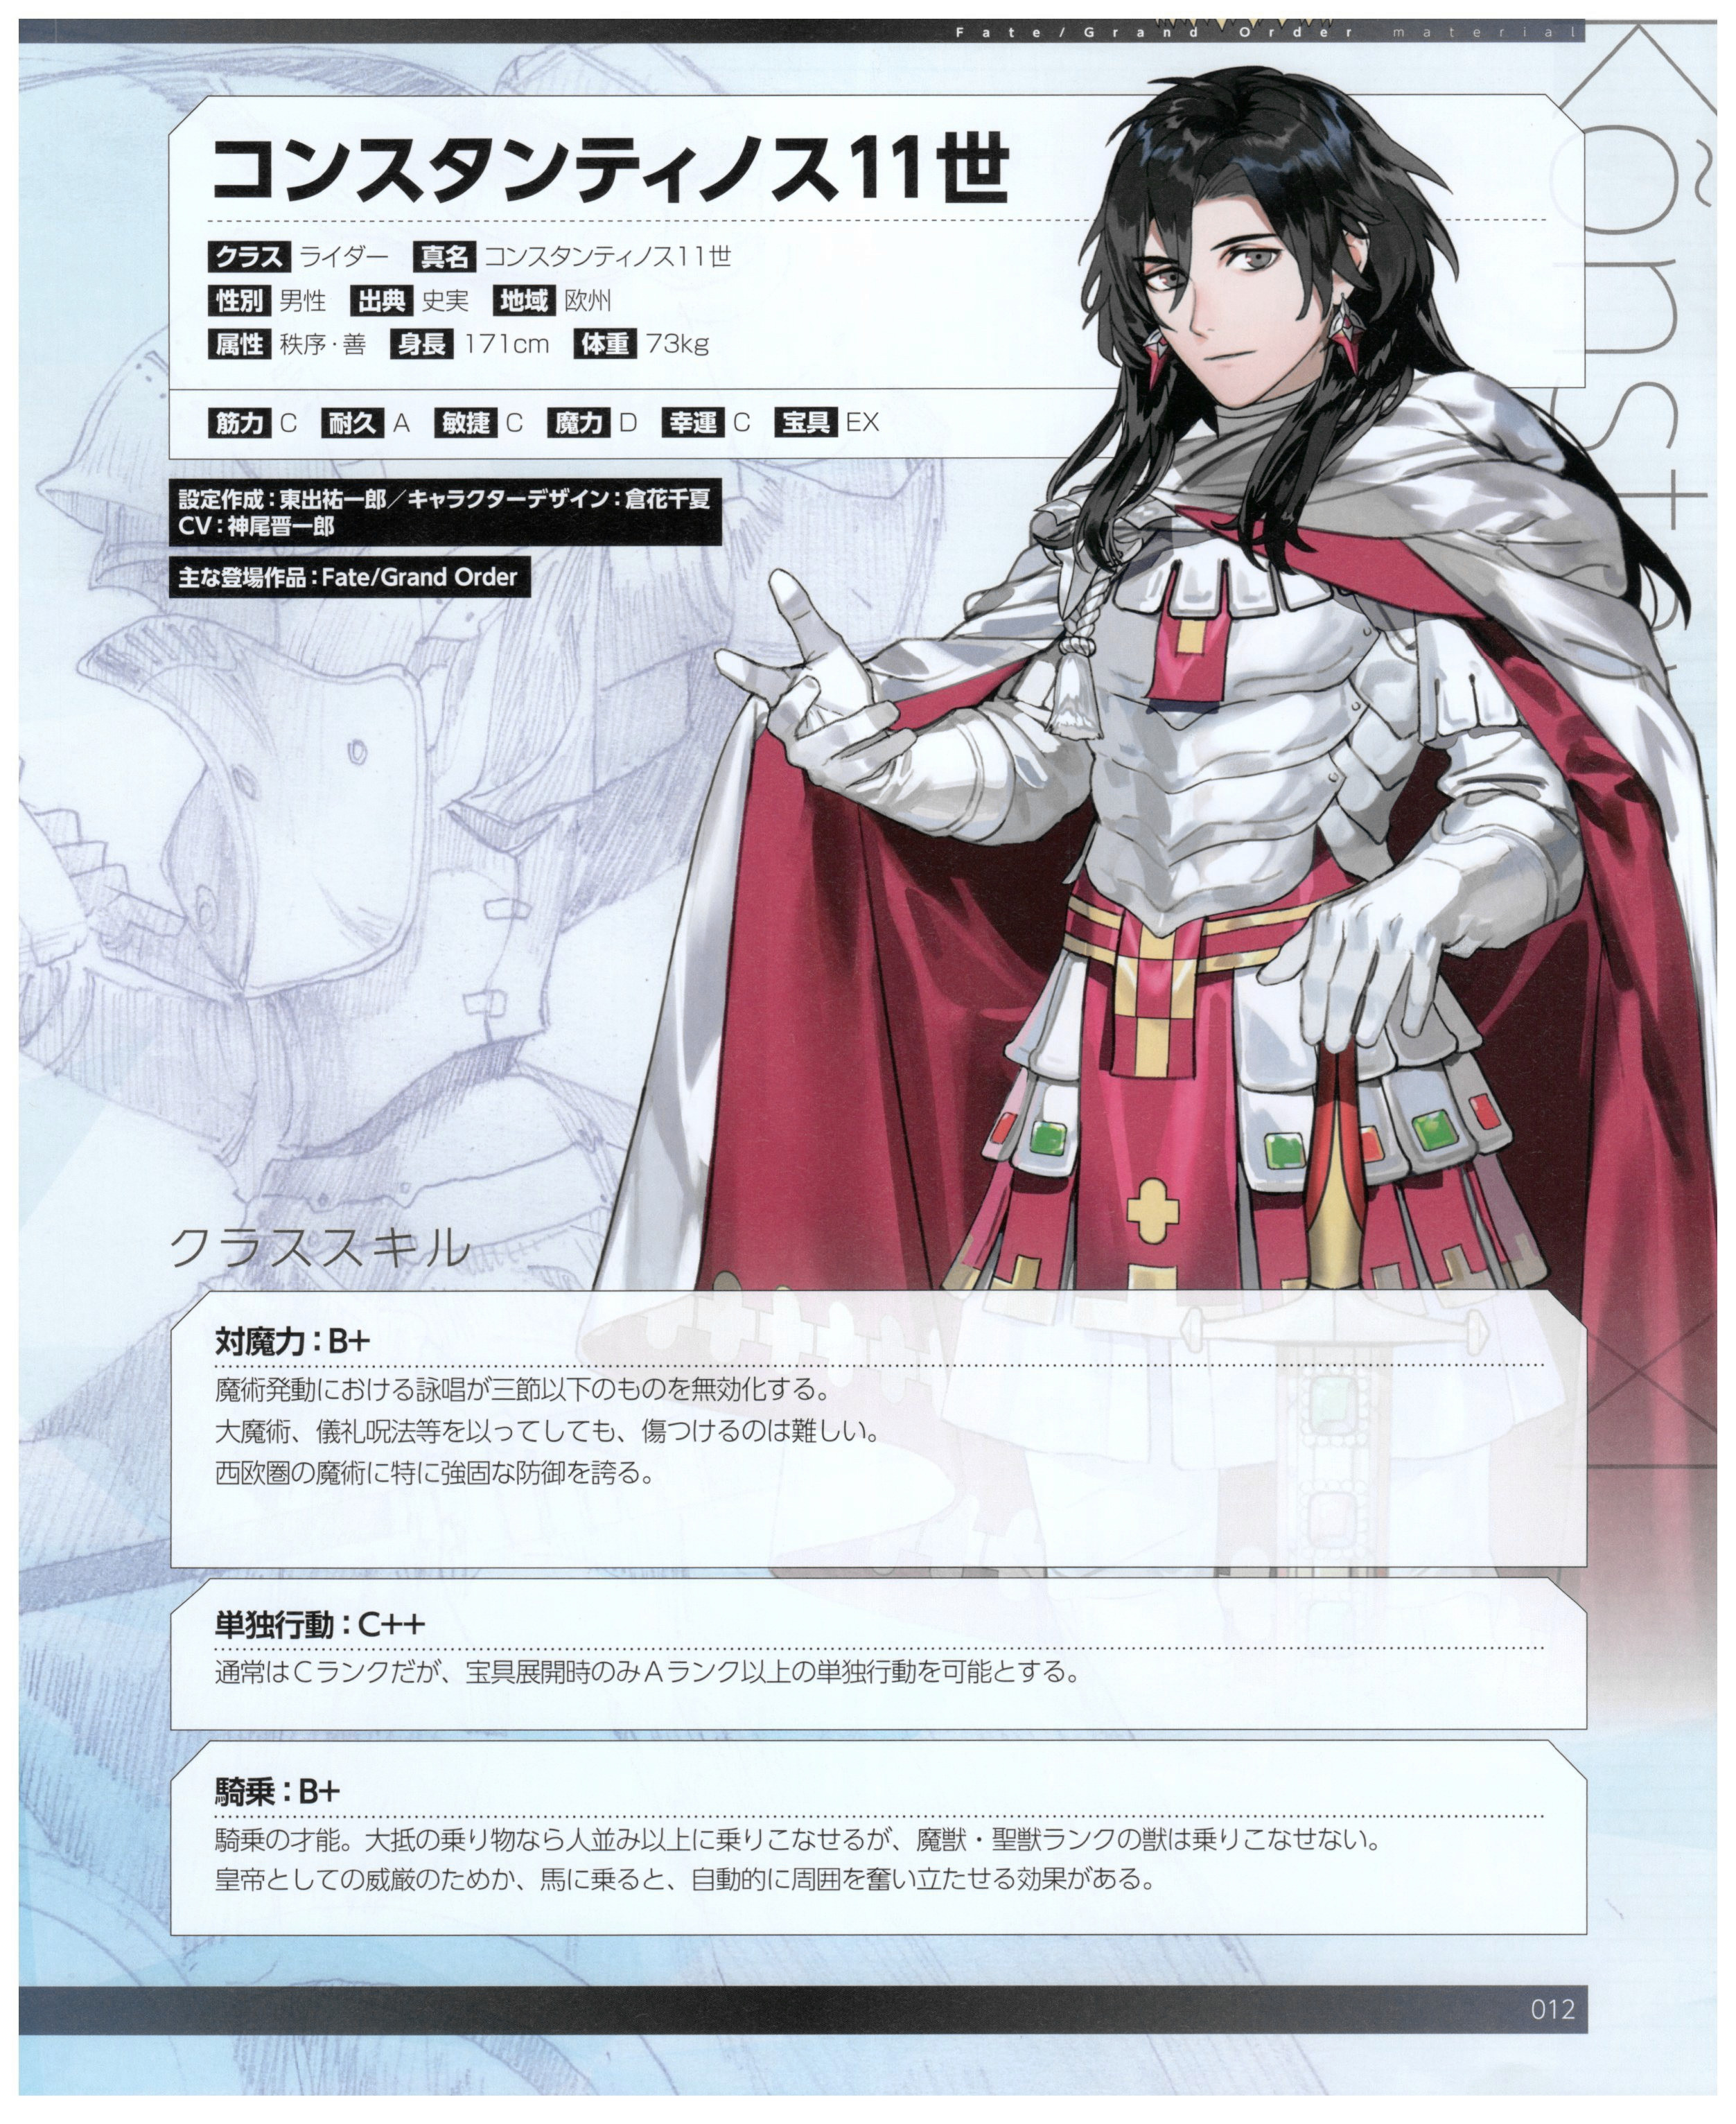 Fate/Grand Order material
コンスタンティノス11世
クラス ライダー 真名 コンスタンティノス11世
性別 男性 出典 史実 地域 欧州
属性 秩序・善 身長 171cm 体重 73kg
筋力 C 耐久 A 敏捷 C 魔力 D 幸運 C 宝具 EX
設定作成：東出祐一郎／キャラクターデザイン：倉花千夏
CV：神尾晋一郎
主な登場作品：Fate/Grand Order
クラススキル
対魔力：B+
魔術発動における詠唱が三節以下のものを無効化する。
大魔術、儀礼呪法等を以ってしても、傷つけるのは難しい。
西欧圏の魔術に特に強固な防御を誇る。
単独行動：C++
通常はＣランクだが、宝具展開時のみＡランク以上の単独行動を可能とする。
騎乗：B+
騎乗の才能。大抵の乗り物なら人並み以上に乗りこなせるが、魔獣・聖獣ランクの獣は乗りこなせない。
皇帝としての威厳のためか、馬に乗ると、自動的に周囲を奮い立たせる効果がある。
012